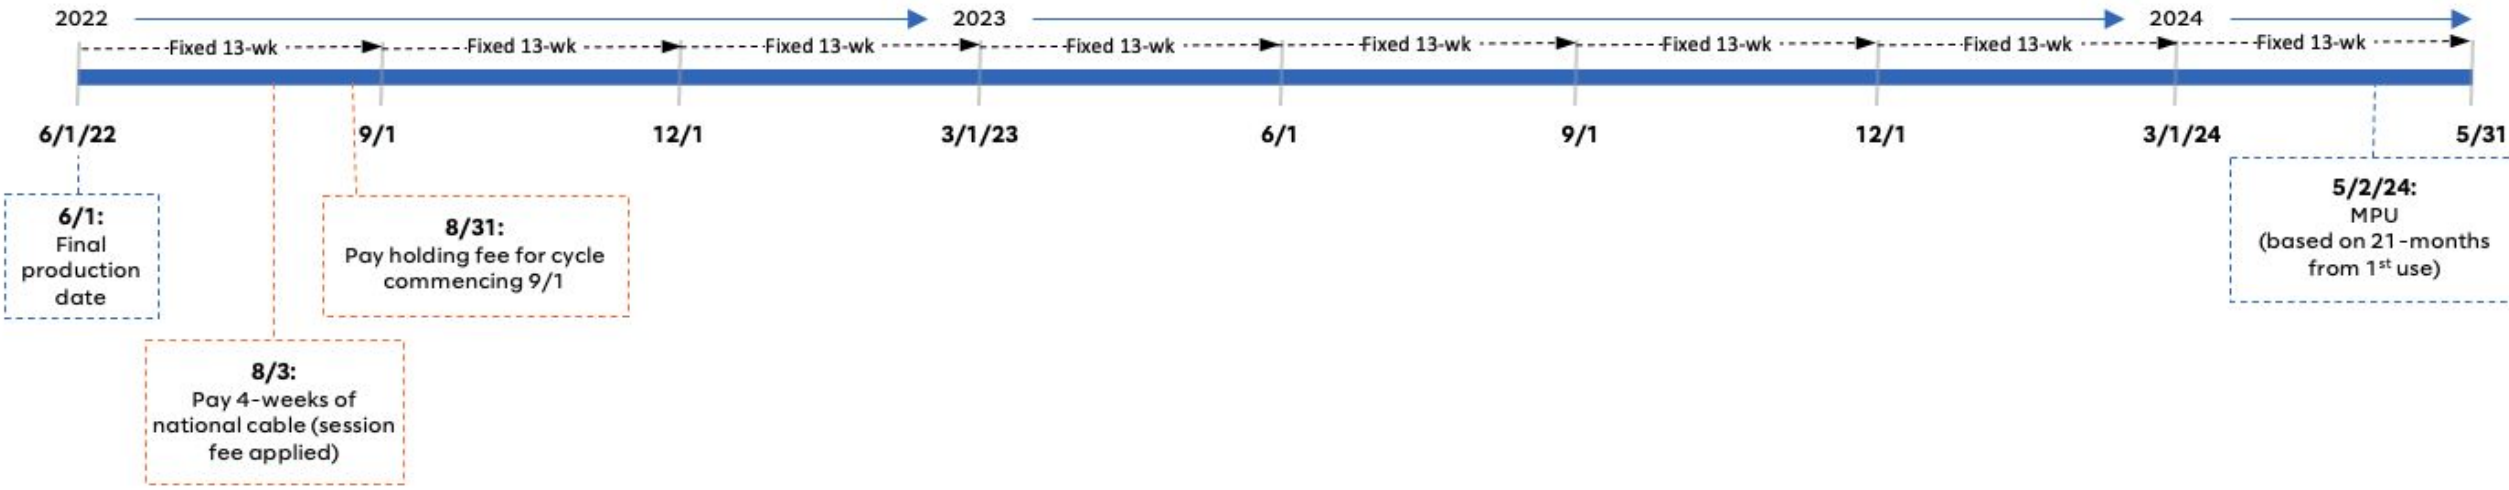 2022
2023
2024
Fixed 13-wk
Fixed 13-wk
Fixed 13-wk
Fixed 13-wk
Fixed 13-wk
Fixed 13-wk
Fixed 13-wk
Fixed 13-wk
6/1/22
9/1
12/1
3/1/23
6/1
9/1
12/1
3/1/24
5/31
6/1:
Final
production
date
8/31:
Pay holding fee for cycle
commencing 9/1
8/3:
Pay 4-weeks of
national cable (session
fee applied)
5/2/24:
MPU
(based on 21-months
from 1st use)